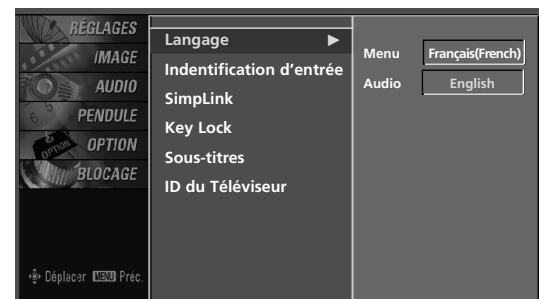 RÉGLAGES
IMAGE
AUDIO
PENDULE
OPTION
BLOCAGE
Déplacer MENU Préc.
Langage ▶
Indentification d'entrée
SimpLink
Key Lock
Sous-titres
ID du Téléviseur
Menu Français(French)
Audio English